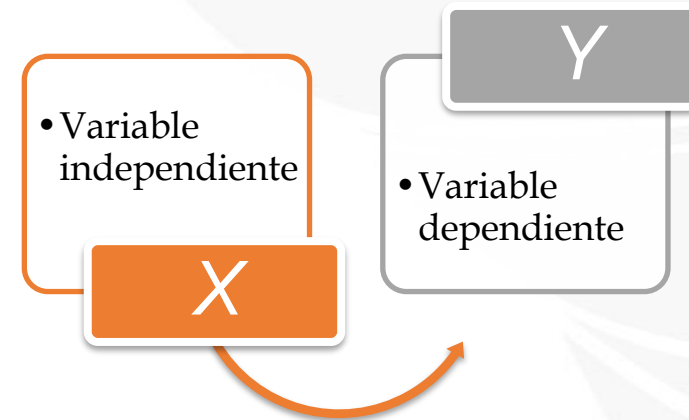 • Variable
independiente
X
Y
• Variable
dependiente